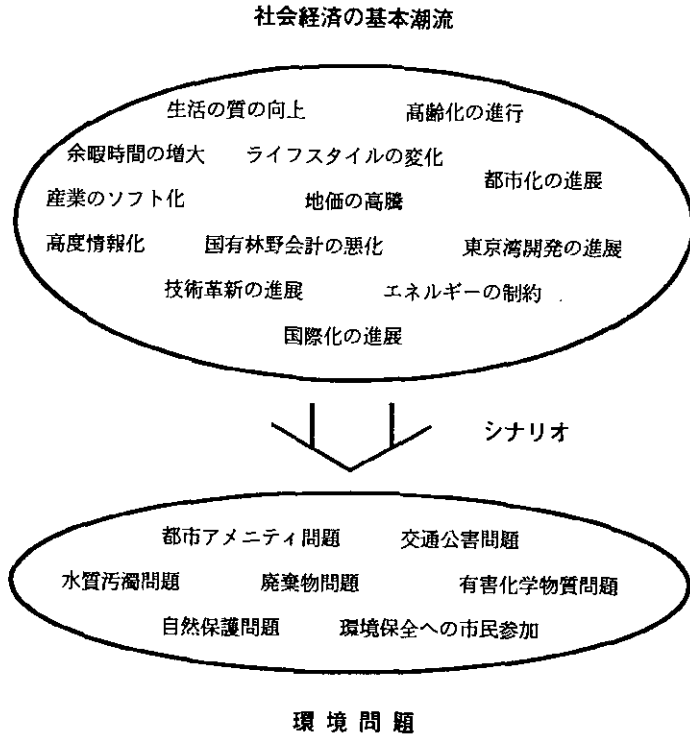 社会経済の基本潮流
生活の質の向上 高齢化の進行
余暇時間の増大 ライフスタイルの変化
都市化の進展
産業のソフト化 地価の高騰
高度情報化 国有林野会計の悪化 東京湾開発の進展
技術革新の進展 エネルギーの制約
国際化の進展
シナリオ
都市アメニティ問題 交通公害問題
水質汚濁問題 廃棄物問題 有害化学物質問題
自然保護問題 環境保全への市民参加
環境問題